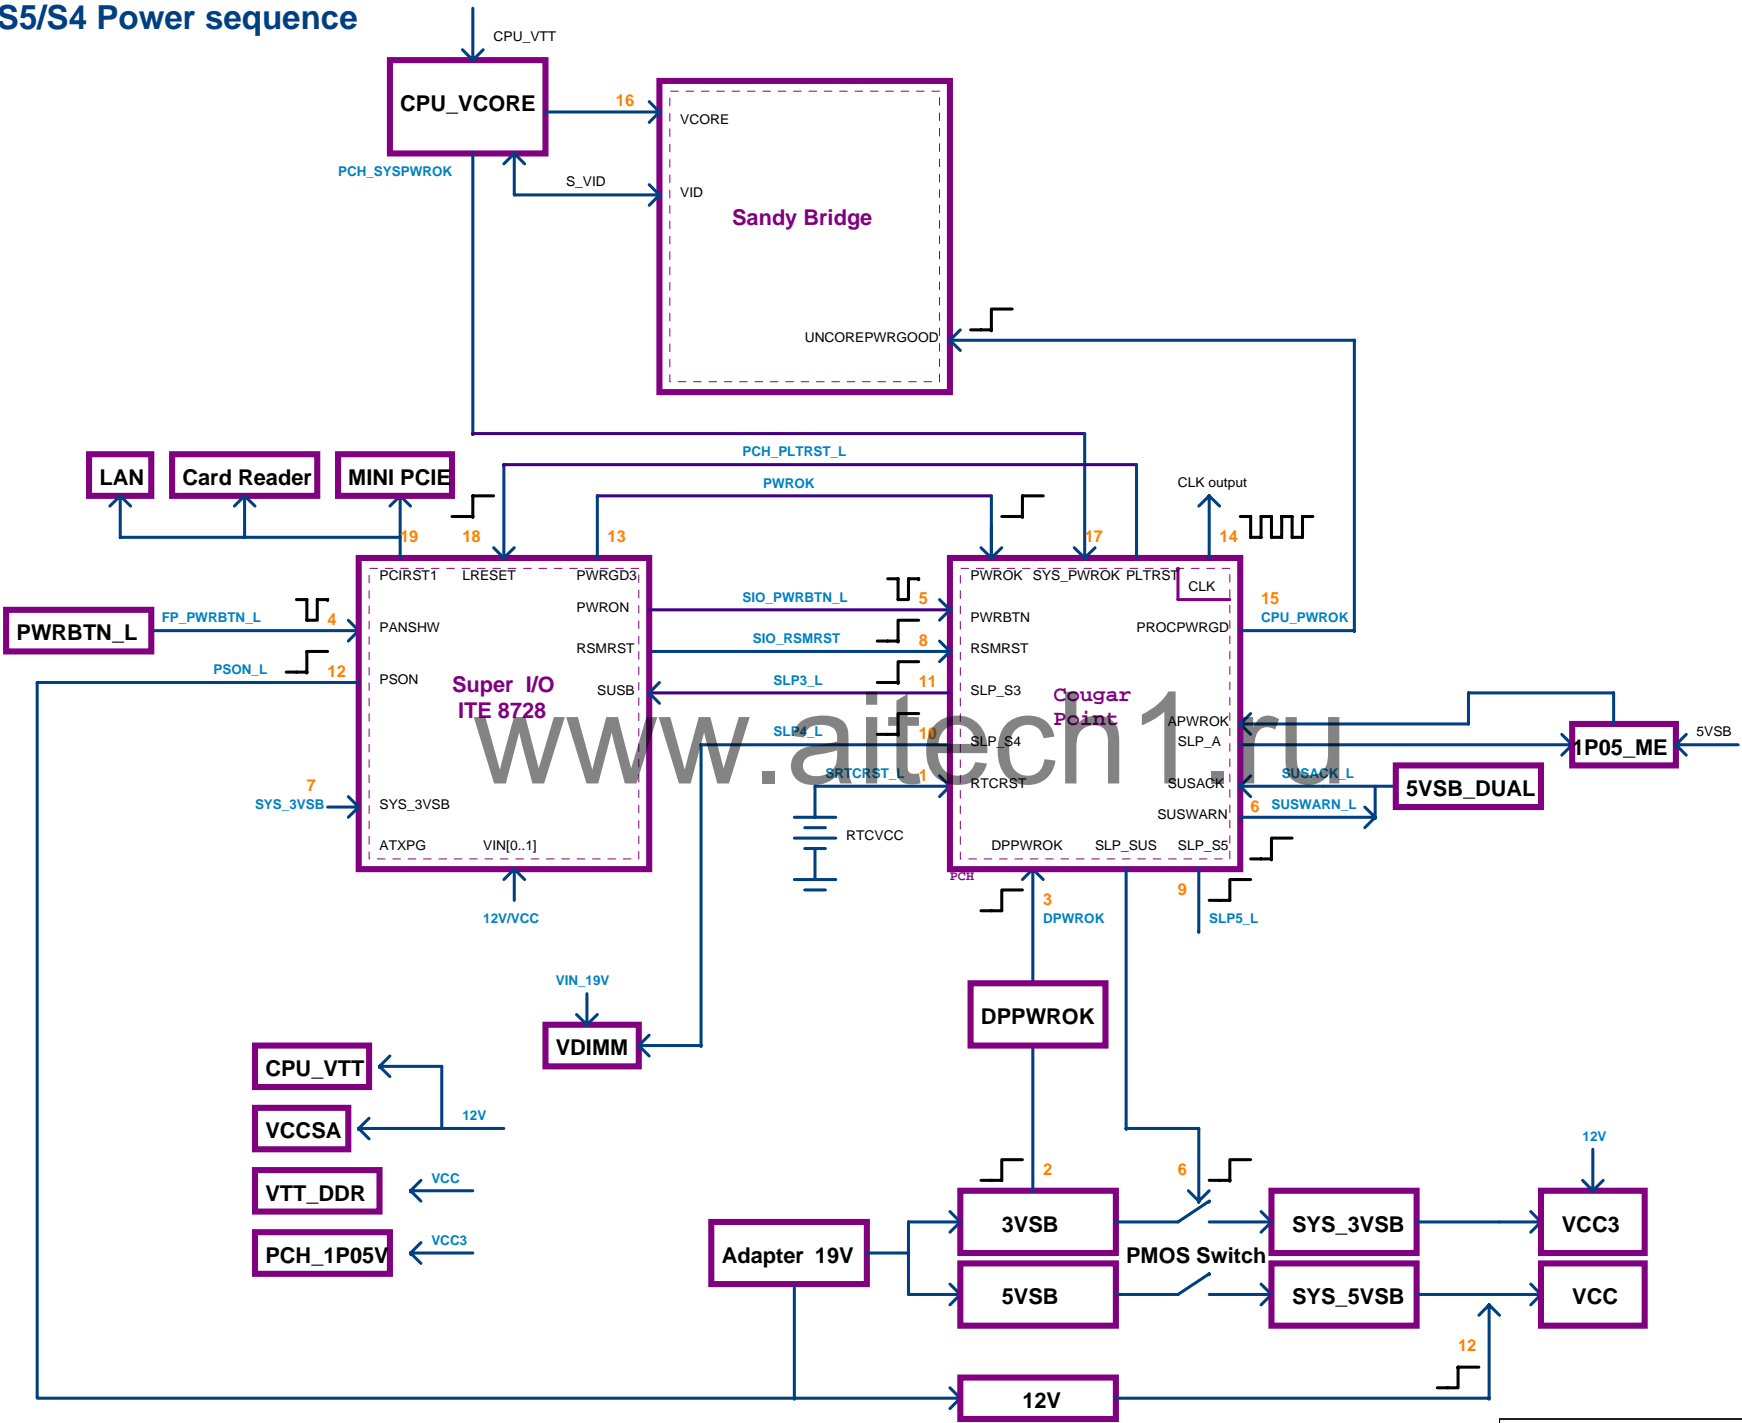 S5/S4 Power sequence
CPU_VTT
CPU_VCORE
16
VCORE
PCH_SYSPWROK
S_VID
VID
Sandy Bridge
UNCOREPWRGOOD
PCH_PLTRST_L
LAN
Card Reader
MINI PCIE
PWROK
CLK output
19
18
13
17
14
PCIRST1
LRESET
PWRGD3
PWROK
SYS_PWROK
PLTRST
CLK
PWRBTN_L
FP_PWRBTN_L
4
PANSHW
PWRON
SIO_PWRBTN_L
5
PWRBTN
15
CPU_PWROK
PROCPWRGD
RSMRST
SIO_RSMRST
8
RSMRST
PSON_L
12
PSON
Super I/O
ITE 8728
SUSB
SLP3_L
11
SLP_S3
Cougar
Point
APWROK
SLP4_L
10
SLP_S4
SLP_A
1P05_ME
5VSB
www.aitech1.ru
SRTCRST_L
1
RTCRST
SUSACK
SUSACK_L
5VSB_DUAL
7
SYS_3VSB
SYS_3VSB
6
SUSWARN_L
SUSWARN
RTCVCC
ATXPG
VIN[0..1]
DPPWROK
SLP_SUS
SLP_S5
PCH
12V/VCC
3
DPWROK
9
SLP5_L
VIN_19V
DPPWROK
VDIMM
CPU_VTT
VCCSA
12V
VTT_DDR
VCC
PCH_1P05V
VCC3
2
6
12V
3VSB
SYS_3VSB
VCC3
Adapter 19V
PMOS Switch
5VSB
SYS_5VSB
VCC
12
12V